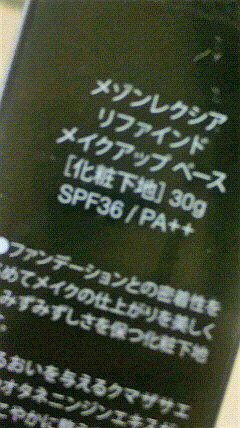 メゾンレクシア
リファインド
メイクアップ ベース
[化粧下地] 30g
SPF36 / PA++
●ファンデーションとの密着性を
めてメイクの仕上がりを美しく
みずみずしさを保つ化粧下地
。
るおいを与えるクマザサエ
オタネニンジンエキス